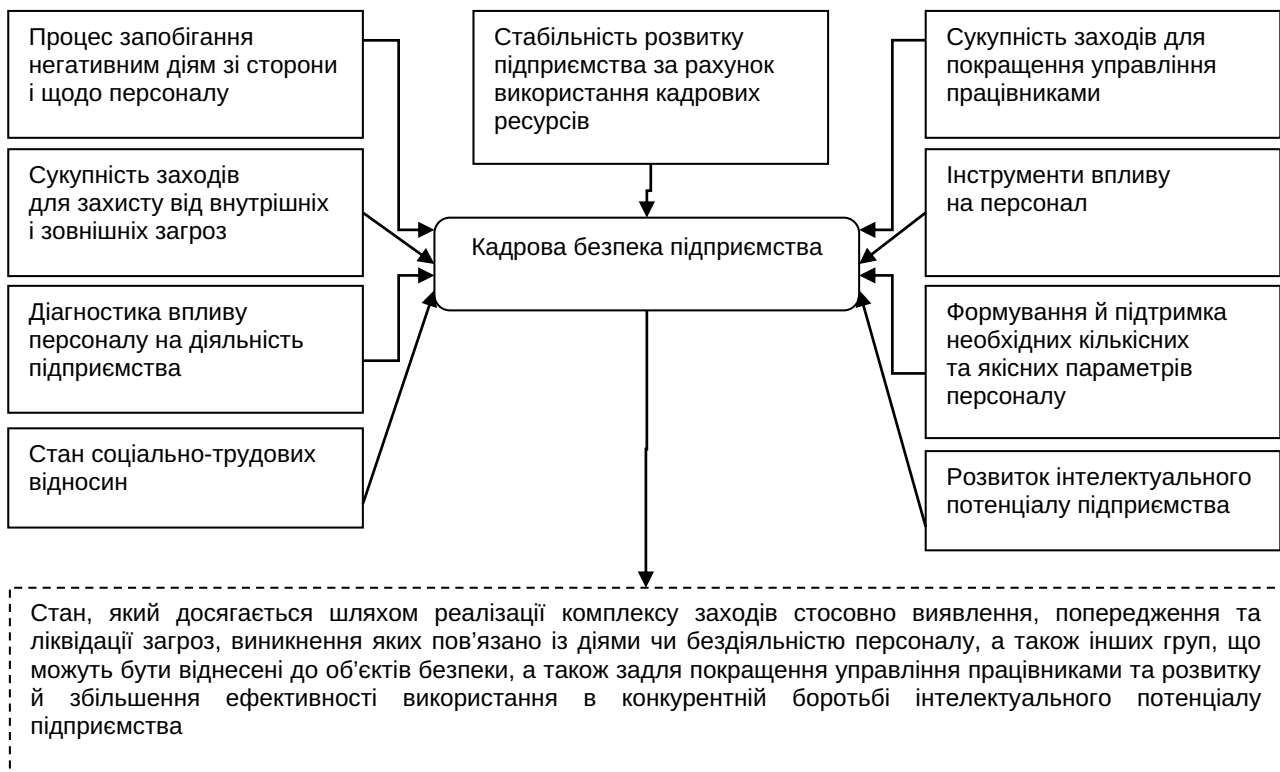 Процес запобігання
негативним діям зі сторони
і щодо персоналу
Стабільність розвитку
підприємства за рахунок
використання кадрових
ресурсів
Сукупність заходів для
покращення управління
працівниками
Сукупність заходів
для захисту від внутрішніх
і зовнішніх загроз
Інструменти впливу
на персонал
Кадрова безпека підприємства
Діагностика впливу
персоналу на діяльність
підприємства
Формування й підтримка
необхідних кількісних
та якісних параметрів
персоналу
Стан соціально-трудових
відносин
Розвиток інтелектуального
потенціалу підприємства
Стан, який досягається шляхом реалізації комплексу заходів стосовно виявлення, попередження та
ліквідації загроз, виникнення яких пов’язано із діями чи бездіяльністю персоналу, а також інших груп, що
можуть бути віднесені до об’єктів безпеки, а також задля покращення управління працівниками та розвитку
й збільшення ефективності використання в конкурентній боротьбі інтелектуального потенціалу
підприємства